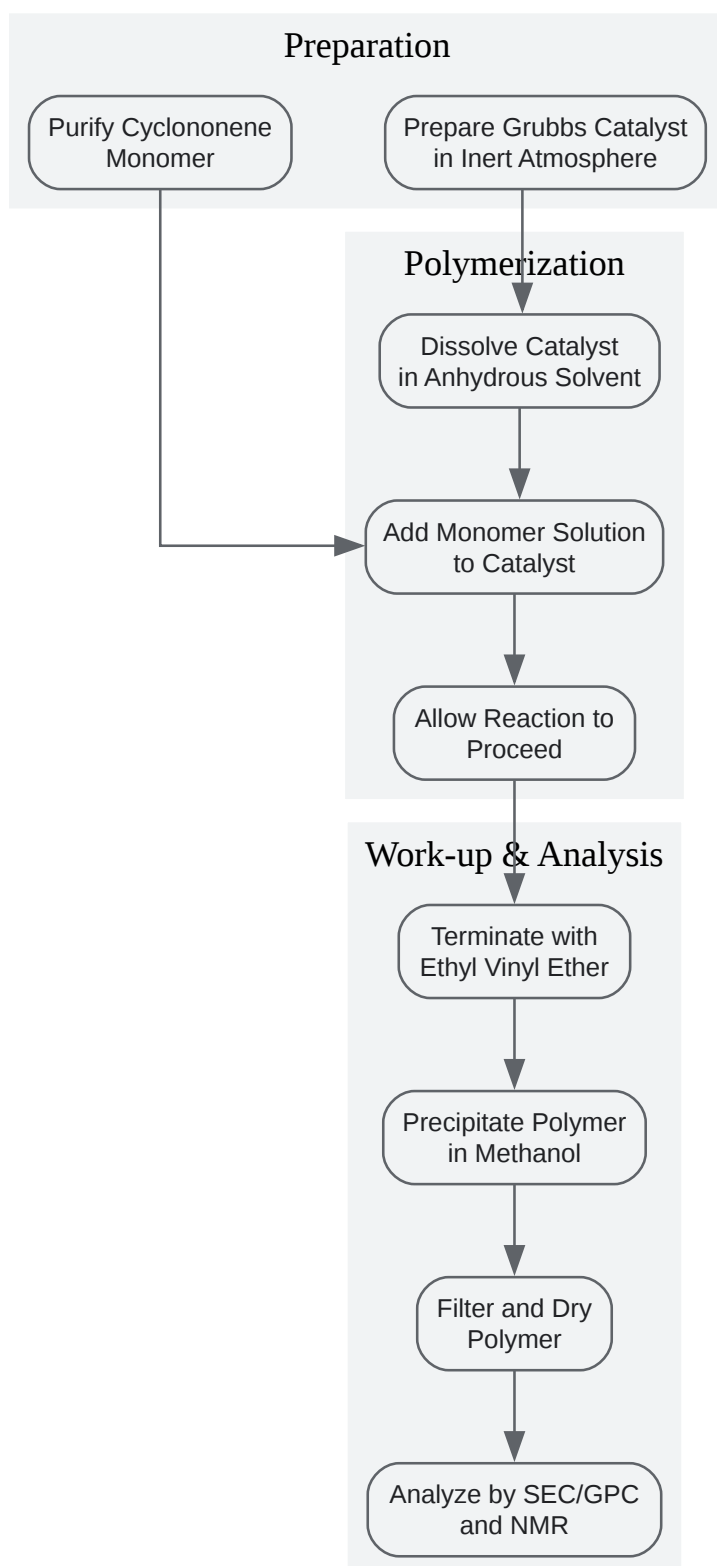 Preparation
Purify Cyclononene
Monomer
Prepare Grubbs Catalyst
in Inert Atmosphere
Polymerization
Dissolve Catalyst
in Anhydrous Solvent
Add Monomer Solution
to Catalyst
Allow Reaction to
Proceed
Work-up & Analysis
Terminate with
Ethyl Vinyl Ether
Precipitate Polymer
in Methanol
Filter and Dry
Polymer
Analyze by SEC/GPC
and NMR